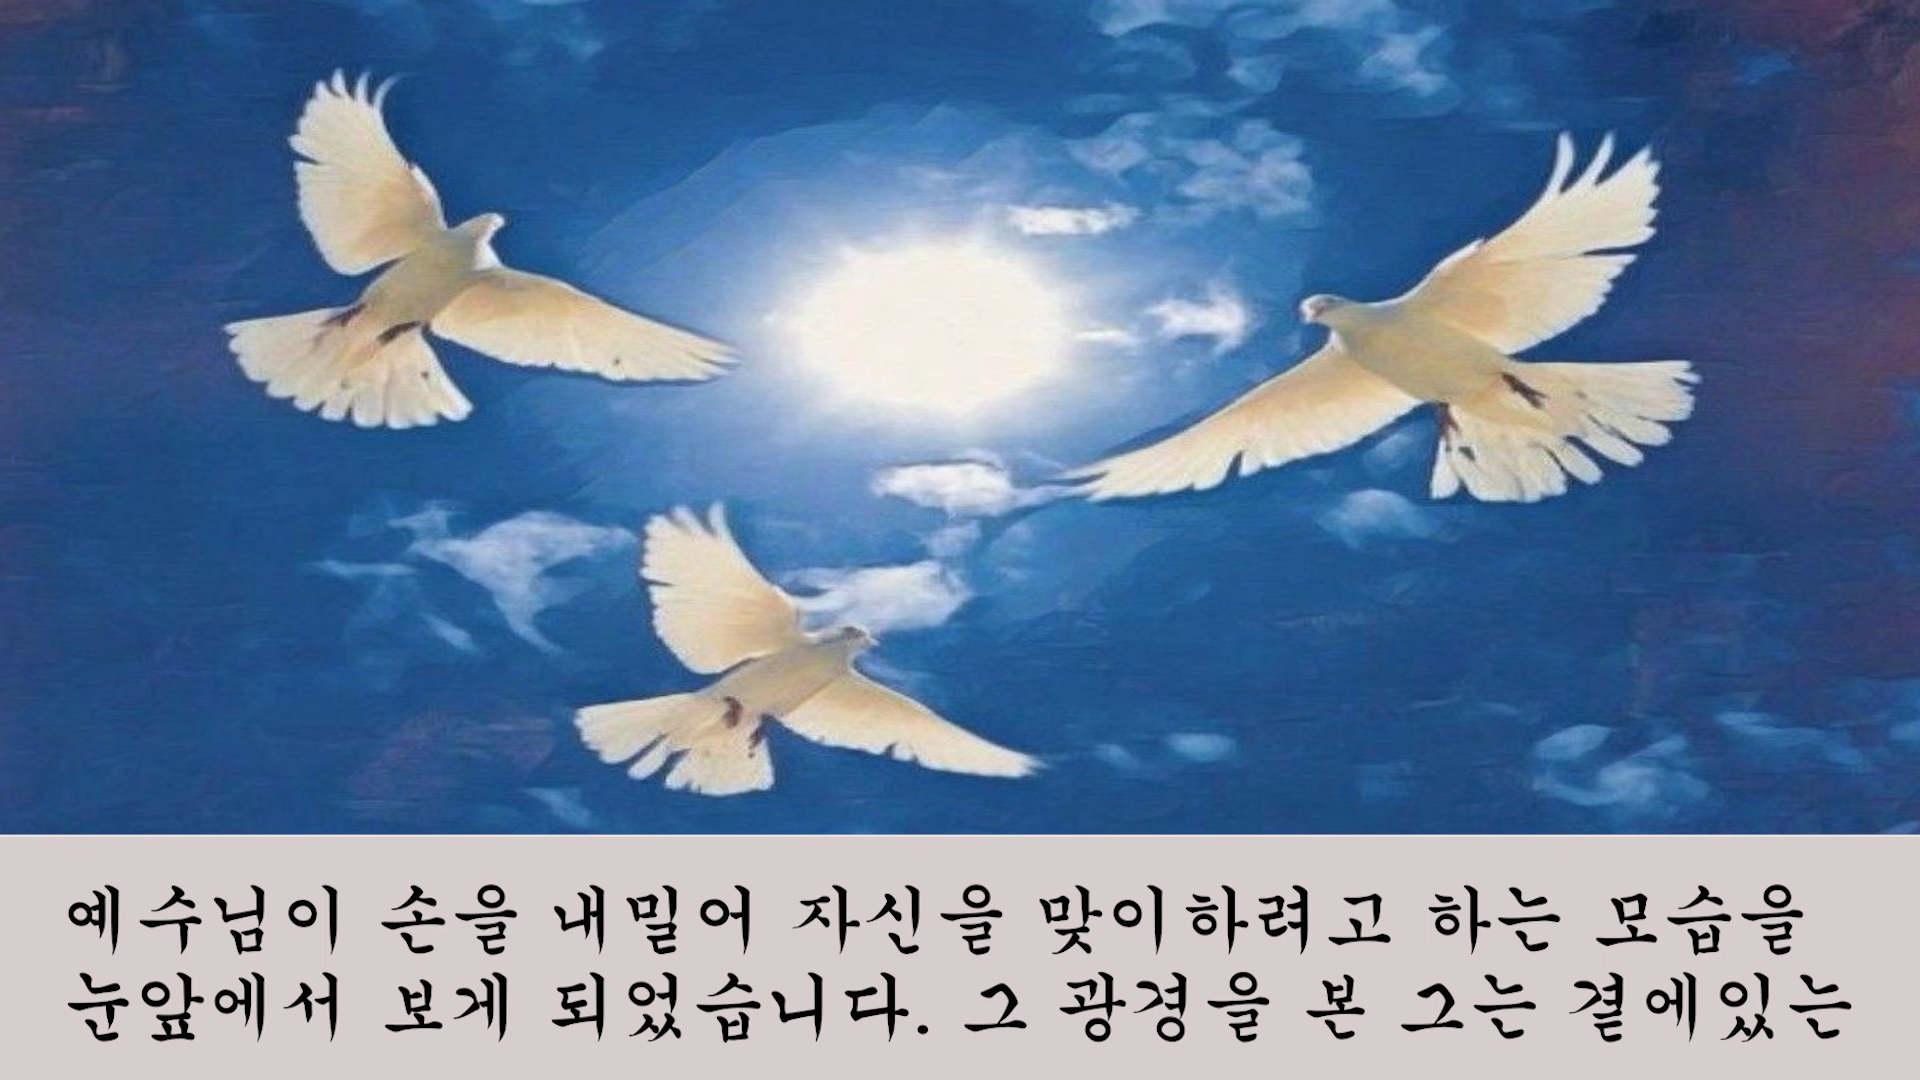 예수님이 손을 내밀어 자신을 맞이하려고 하는 모습을
눈앞에서 보게 되었습니다. 그 광경을 본 그는 곁에있는